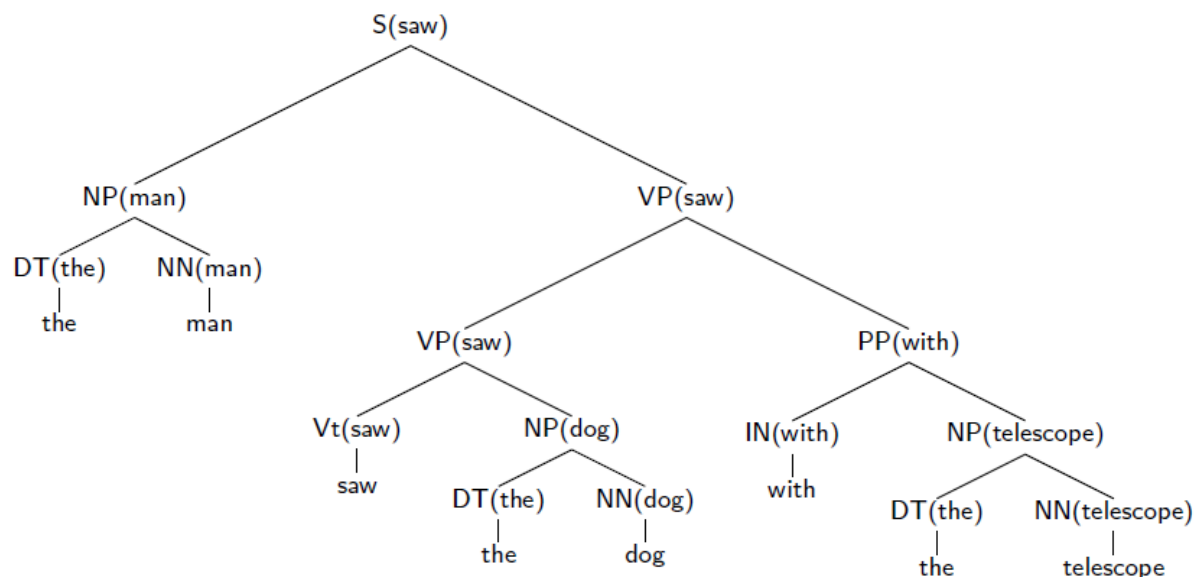 S(saw)
NP(man) VP(saw)
DT(the) NN(man)
the man
VP(saw) PP(with)
Vt(saw) NP(dog) IN(with) NP(telescope)
saw with
DT(the) NN(dog) DT(the) NN(telescope)
the dog the telescope